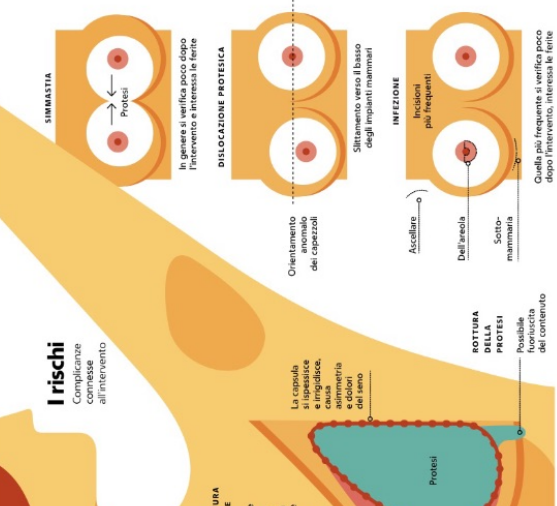 I rischi
Complicanze
connesse
all'intervento
SIMMASTIA
Protesi
In genere si verifica poco dopo
l'intervento e interessa le ferite
DISLOCAZIONE PROTESICA
Orientamento
anomalo
dei capezzoli
Slittamento verso il basso
degli impianti mammari
INFEZIONE
Incisioni
più frequenti
Ascellare
Dell'areola
Sotto-
mammaria
Quella più frequente si verifica poco
dopo l'intervento, interessa le ferite
La capsula
si ispessisce
e irrigidisce,
causa
asimmetria
e dolori
del seno
Protesi
ROTTURA
DELLA
PROTESI
Possibile
fuoriuscita
del contenuto
URA